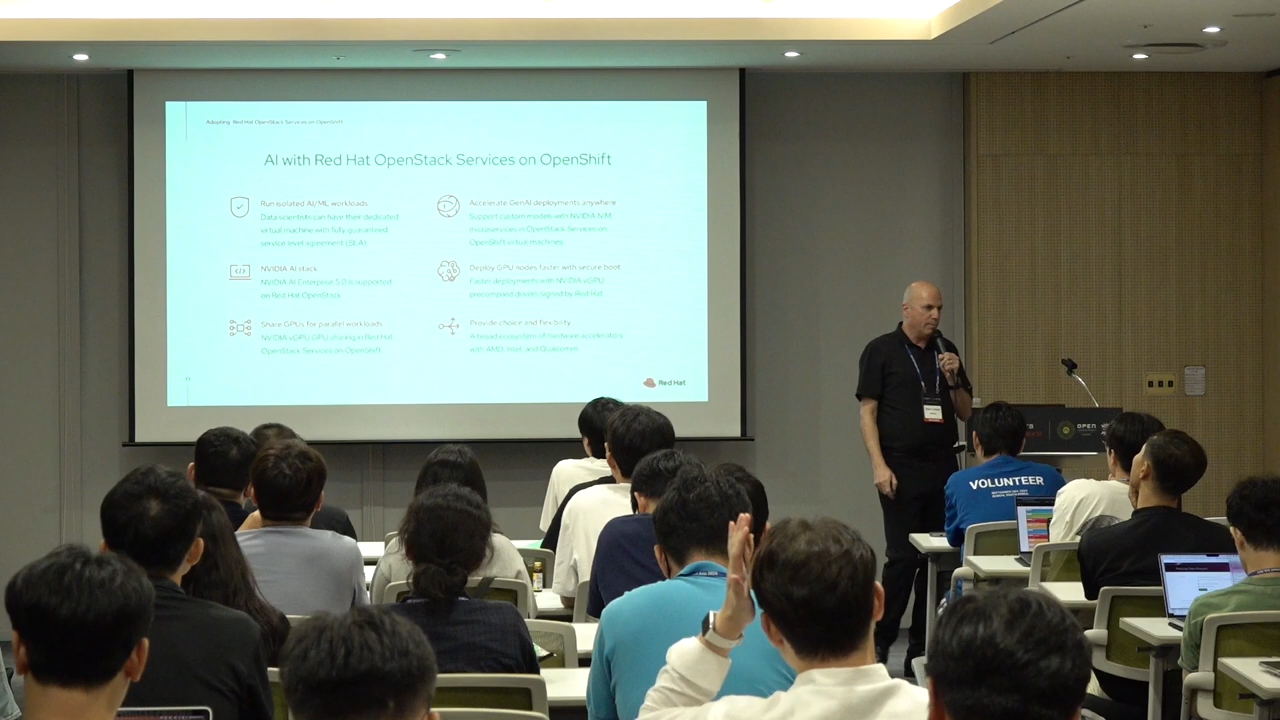 Adopting Red Hat OpenStack Services on OpenShift
AI with Red Hat OpenStack Services on OpenShift
Run isolated AI/ML workloads
Data scientists can have their dedicated
virtual machine with fully guaranteed
service level agreement (SLA)
NVIDIA AI stack
NVIDIA AI Enterprise 5.0 is supported
on Red Hat OpenStack
Share GPUs for parallel workloads
NVIDIA vGPU GPU sharing in Red Hat
OpenStack Services on OpenShift
Accelerate GenAI deployments anywhere
Support custom models with NVIDIA NIM
microservices in OpenStack Services on
OpenShift virtual machines
Deploy GPU nodes faster with secure boot
Faster deployments with NVIDIA vGPU
precompiled drivers signed by Red Hat
Provide choice and flexibility
A broad ecosystem of hardware accelerators
with AMD, Intel, and Qualcomm
Red Hat
OPEN
VOLUNTEER